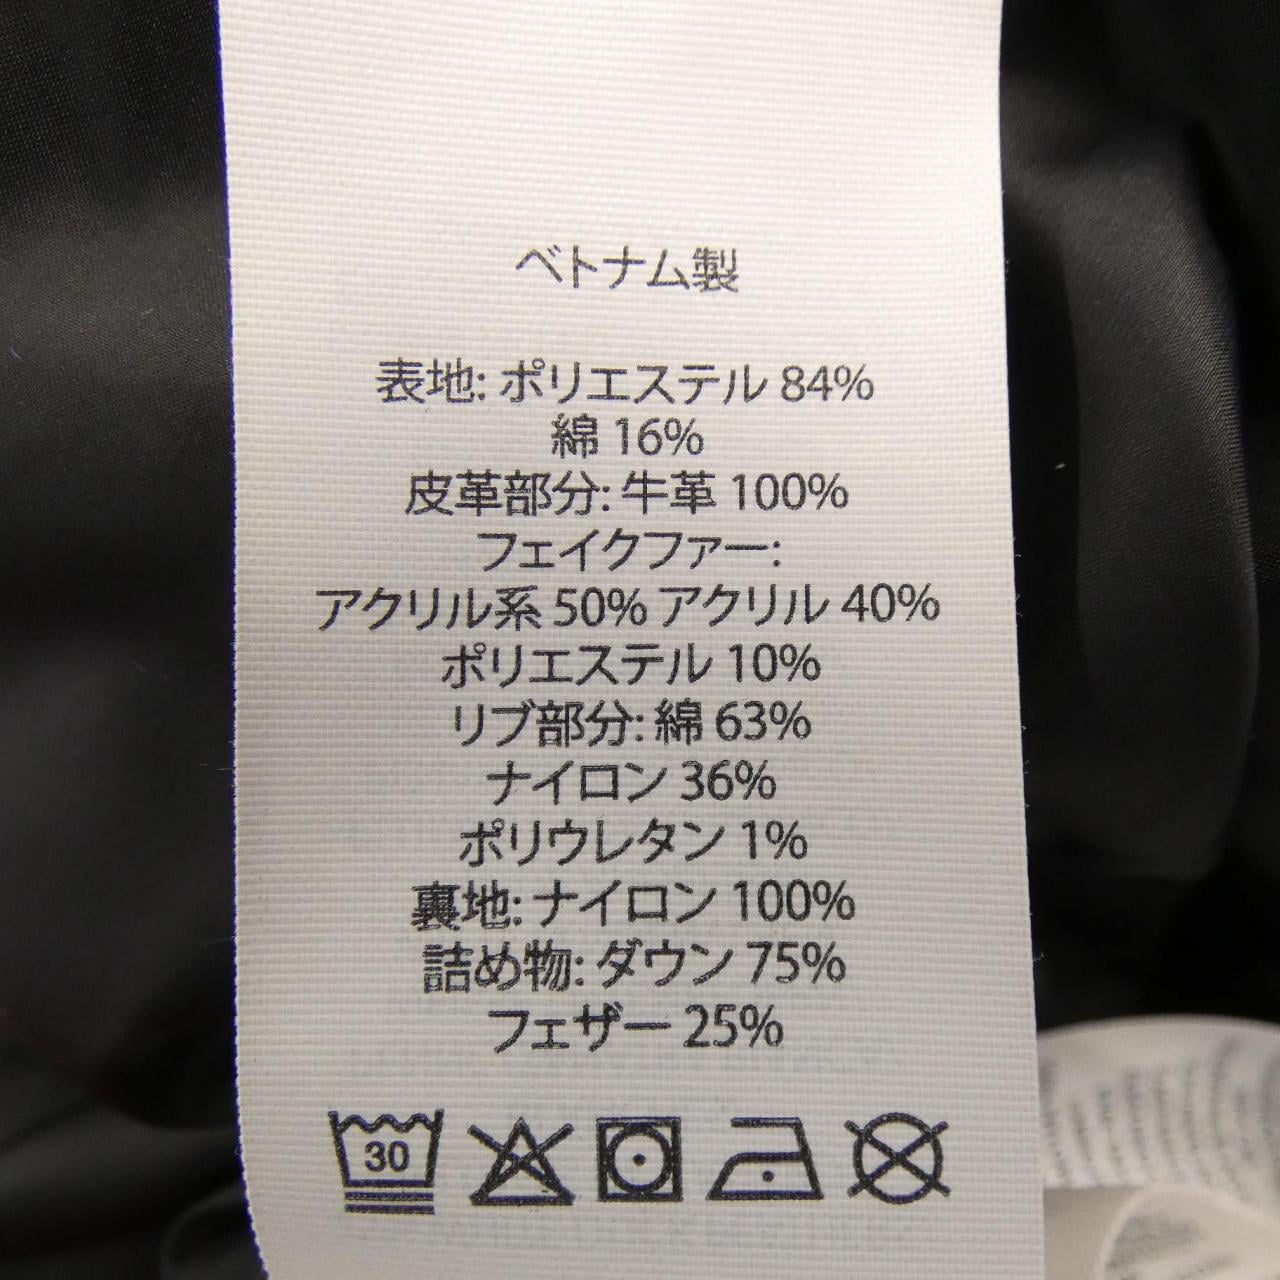 ベトナム製
表地: ポリエステル 84%
綿 16%
皮革部分: 牛革 100%
フェイクファー:
アクリル系 50% アクリル 40%
ポリエステル 10%
リブ部分: 綿 63%
ナイロン 36%
ポリウレタン 1%
裏地: ナイロン 100%
詰め物: ダウン 75%
フェザー 25%
30